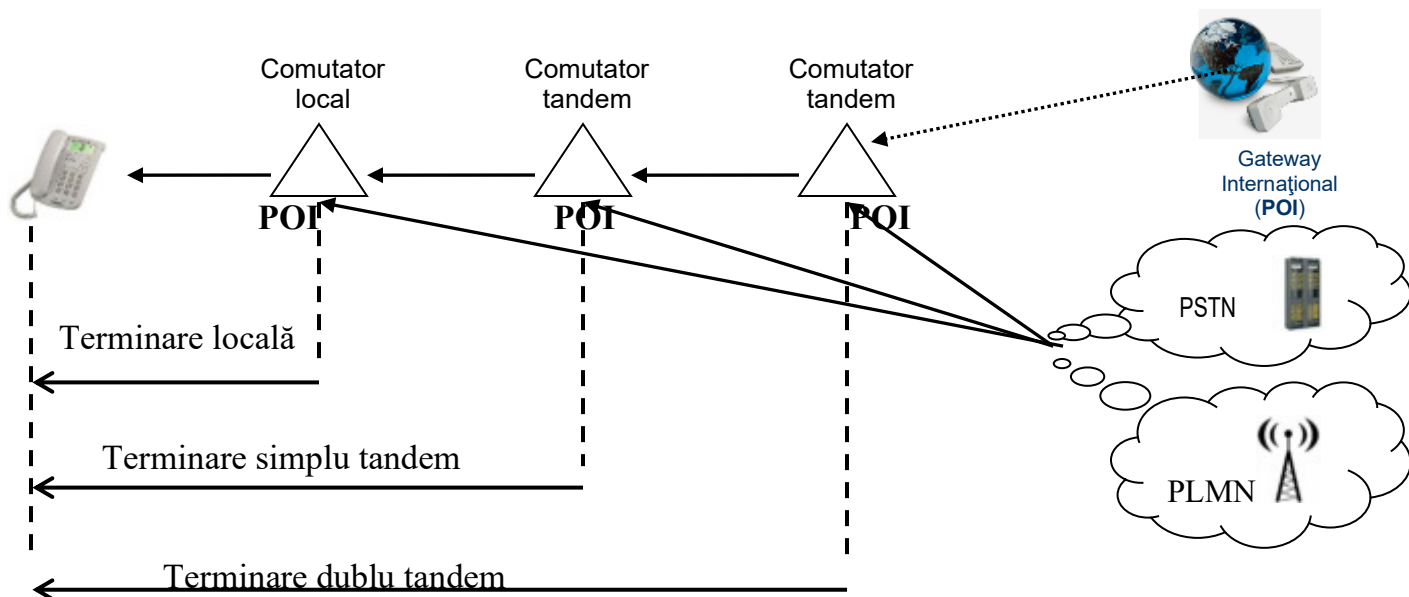 Comutator
local
Comutator
tandem
Comutator
tandem
Gateway
Internaţional
(POI)
POI
POI
POI
PSTN
Terminare locală
Terminare simplu tandem
PLMN
Terminare dublu tandem